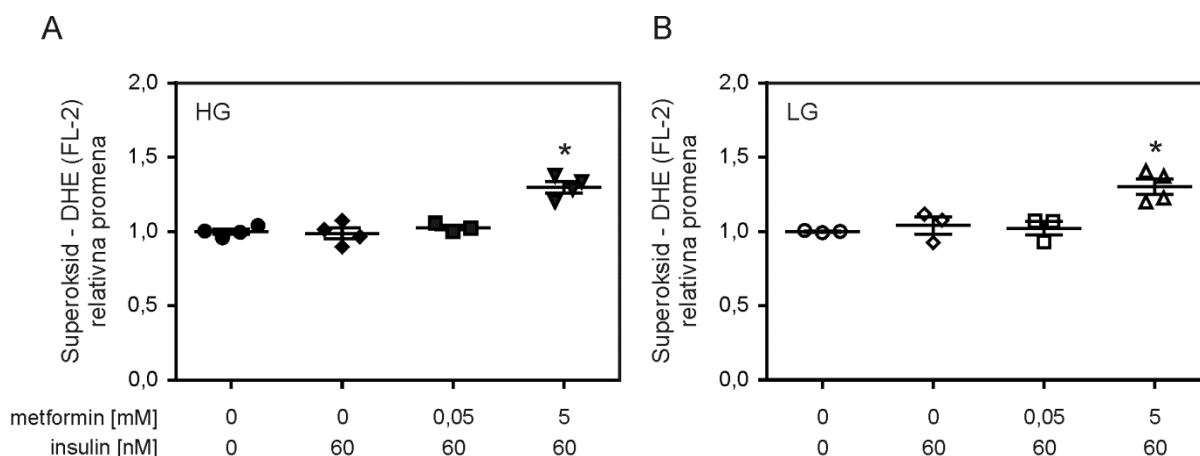 A
Superoksid - DHE (FL-2)
relativna promena
2,0
1,5
1,0
0,5
0,0
HG
*
metformin [mM] 0 0 0,05 5
insulin [nM] 0 60 60 60
B
Superoksid - DHE (FL-2)
relativna promena
2,0
1,5
1,0
0,5
0,0
LG
*
0 0 0,05 5
0 60 60 60